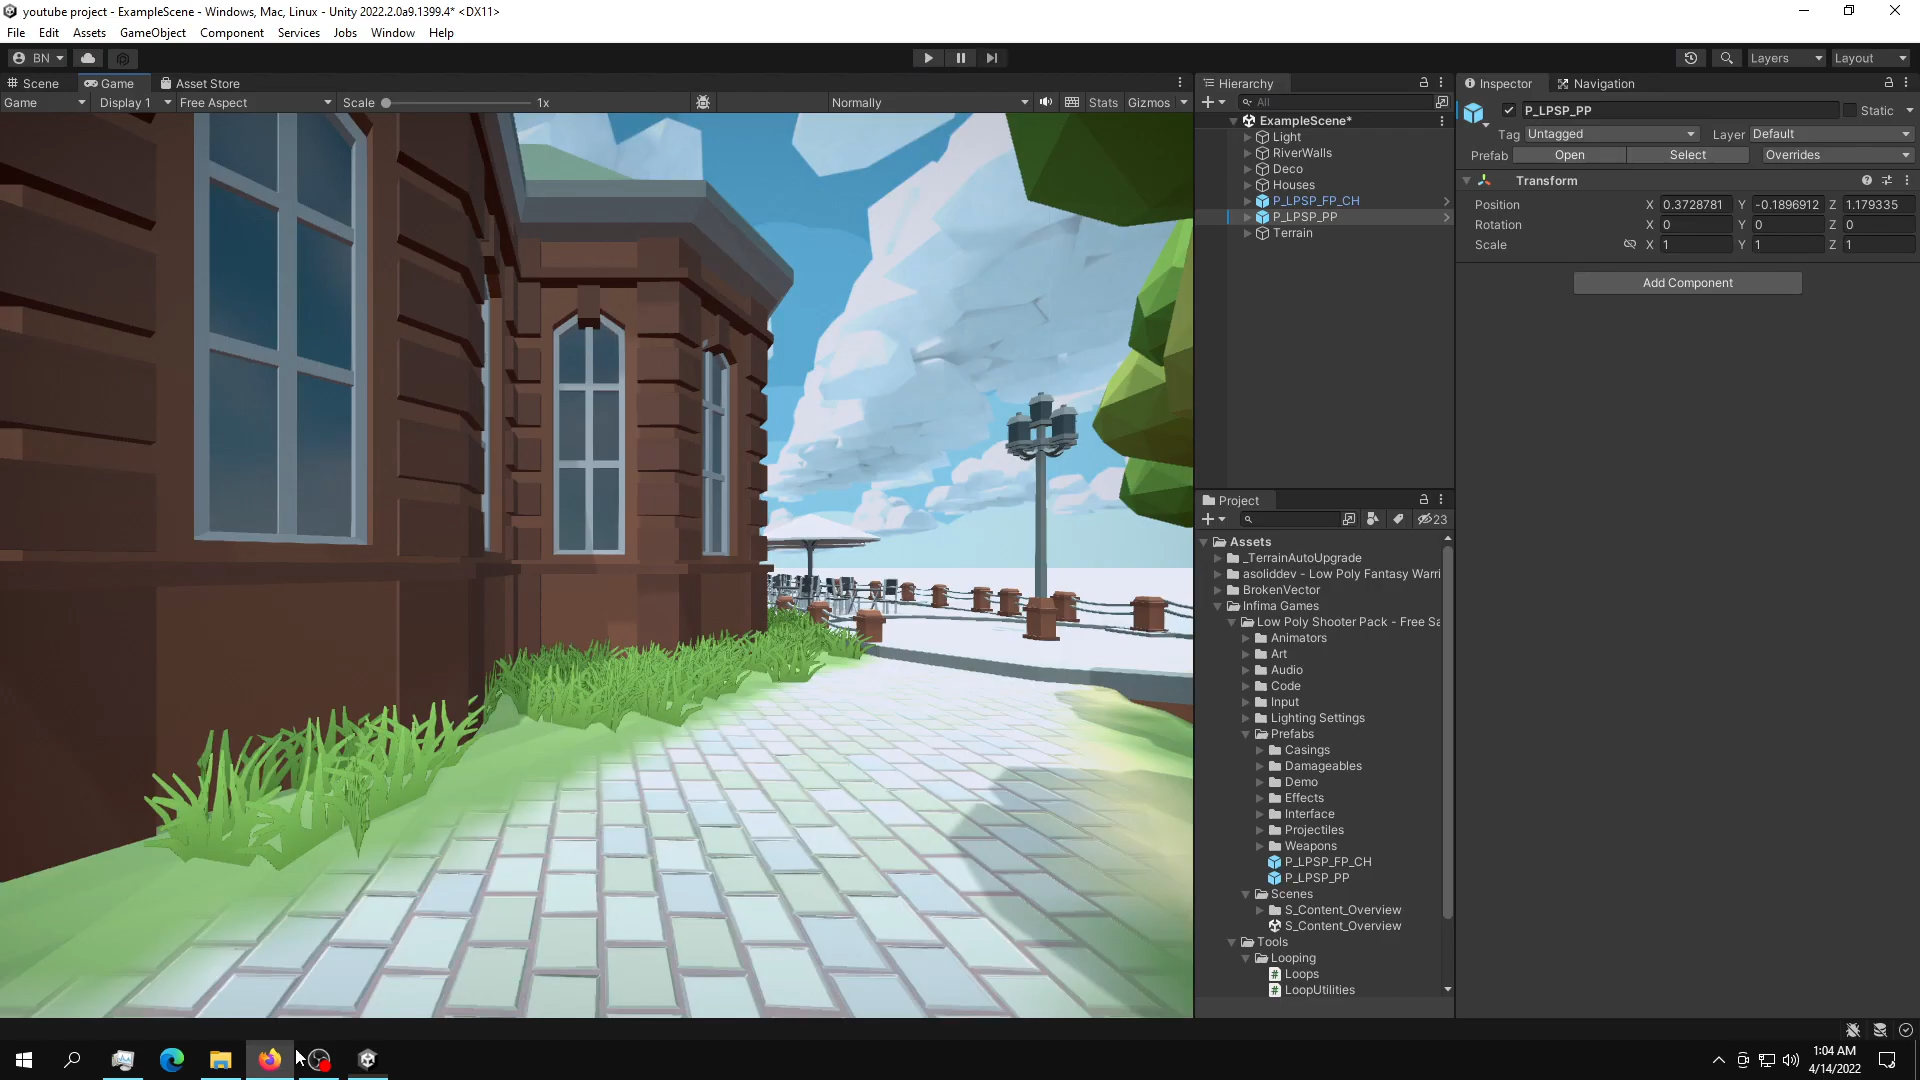 youtube project - ExampleScene - Windows, Mac, Linux - Unity 2022.2.0a9.1399.4* <DX11>
File Edit Assets GameObject Component Services Jobs Window Help
BN Layers Layout
Scene Game Asset Store
Game Display 1 Free Aspect Scale 1x Normally Stats Gizmos
Hierarchy
All
ExampleScene*
Light
RiverWalls
Deco
Houses
P_LPSP_FP_CH
P_LPSP_PP
Terrain
Project
23
Assets
_TerrainAutoUpgrade
asoliddev - Low Poly Fantasy Warri
BrokenVector
Infima Games
Low Poly Shooter Pack - Free Sa
Animators
Art
Audio
Code
Input
Lighting Settings
Prefabs
Casings
Damageables
Demo
Effects
Interface
Projectiles
Weapons
P_LPSP_FP_CH
P_LPSP_PP
Scenes
S_Content_Overview
S_Content_Overview
Tools
Looping
Loops
LoopUtilities
Inspector Navigation
P_LPSP_PP Static
Tag Untagged Layer Default
Prefab Open Select Overrides
Transform
Position X 0.3728781 Y -0.1896912 Z 1.179335
Rotation X 0 Y 0 Z 0
Scale X 1 Y 1 Z 1
Add Component
1:04 AM
4/14/2022